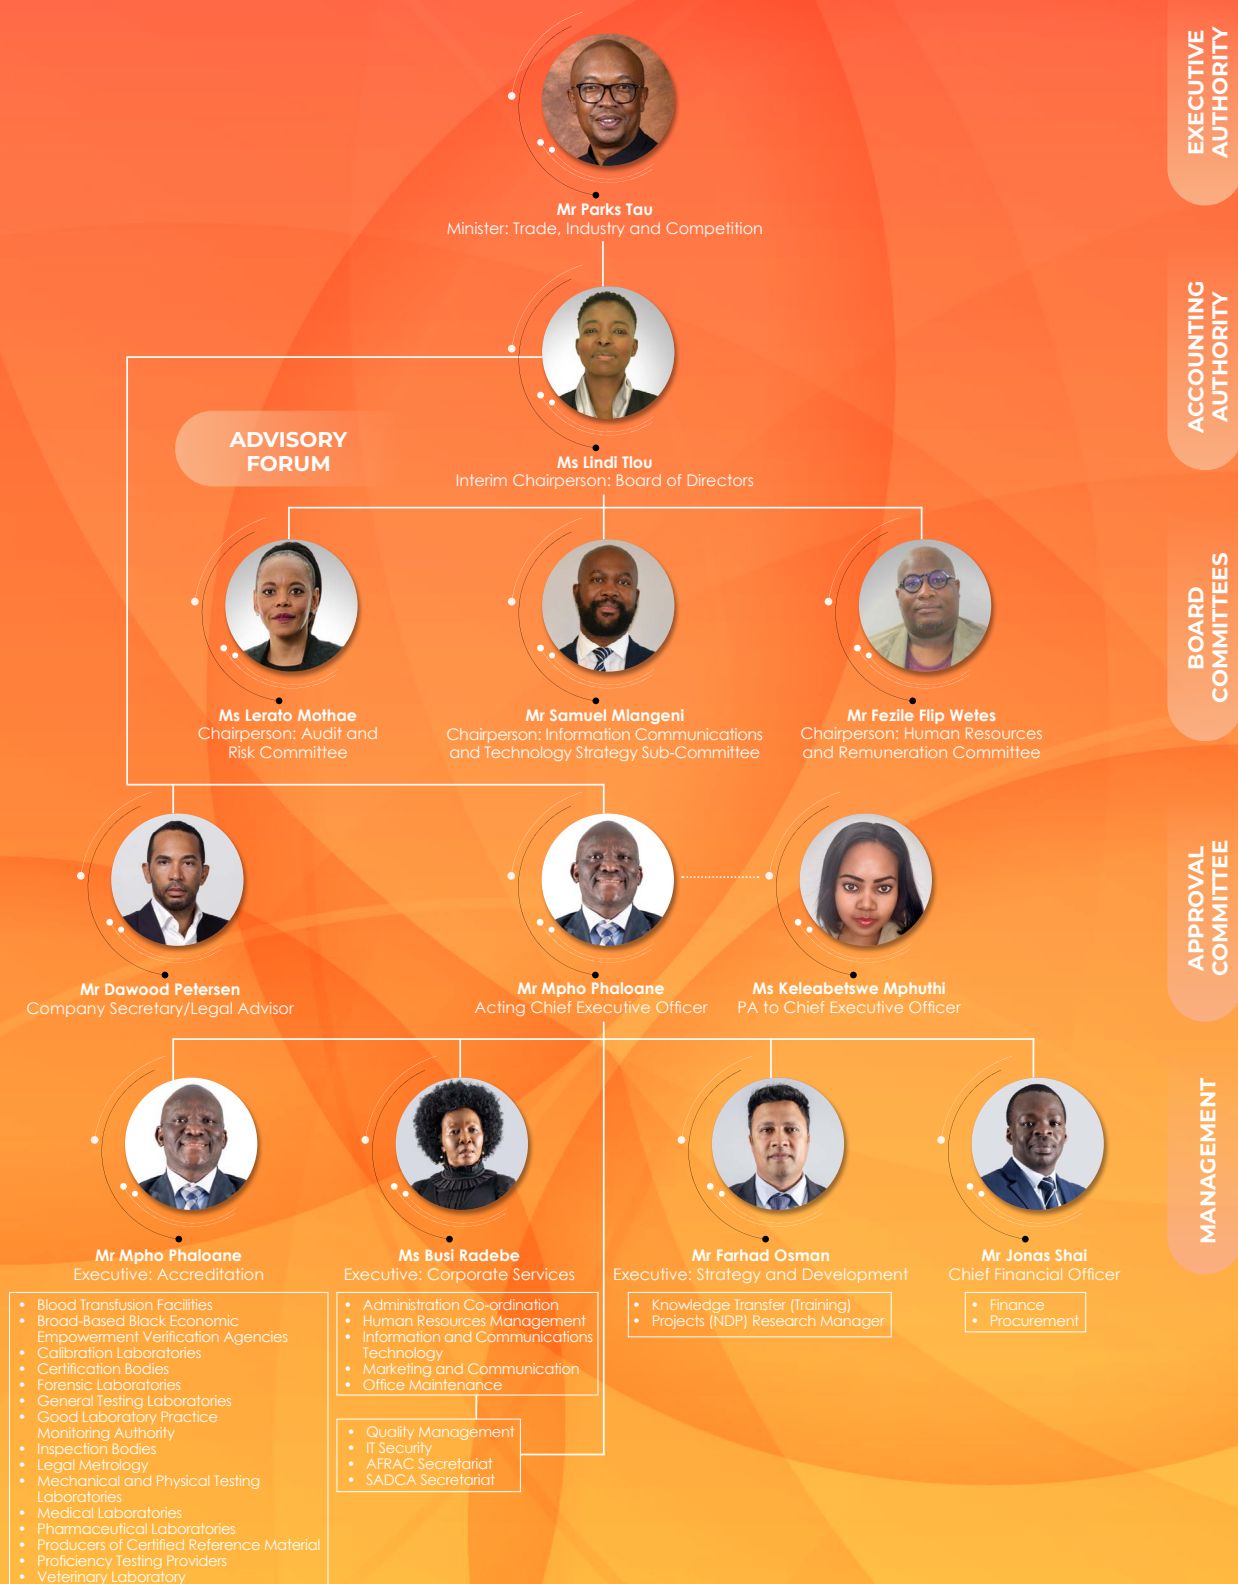 EXECUTIVE
AUTHORITY
Mr Parks Tau
Minister: Trade, Industry and Competition
ACCOUNTING
AUTHORITY
ADVISORY
FORUM
Ms Lindi Tlou
Interim Chairperson: Board of Directors
BOARD
COMMITTEES
Ms Lerato Mothae
Chairperson: Audit and
Risk Committee
Mr Samuel Mlangeni
Chairperson: Information Communications
and Technology Strategy Sub-Committee
Mr Fezile Flip Wetes
Chairperson: Human Resources
and Remuneration Committee
APPROVAL
COMMITTEE
Mr Dawood Petersen
Company Secretary/Legal Advisor
Mr Mpho Phaloane
Acting Chief Executive Officer
Ms Keleabetswe Mphuthi
PA to Chief Executive Officer
MANAGEMENT
Mr Mpho Phaloane
Executive: Accreditation
• Blood Transfusion Facilities
• Broad-Based Black Economic
Empowerment Verification Agencies
• Calibration Laboratories
• Certification Bodies
• Forensic Laboratories
• General Testing Laboratories
• Good Laboratory Practice
Monitoring Authority
• Inspection Bodies
• Legal Metrology
• Mechanical and Physical Testing
Laboratories
• Medical Laboratories
• Pharmaceutical Laboratories
• Producers of Certified Reference Material
• Proficiency Testing Providers
• Veterinary Laboratory
Ms Busi Radebe
Executive: Corporate Services
• Administration Co-ordination
• Human Resources Management
• Information and Communications
Technology
• Marketing and Communication
• Office Maintenance
• Quality Management
• IT Security
• AFRAC Secretariat
• SADCA Secretariat
Mr Farhad Osman
Executive: Strategy and Development
• Knowledge Transfer (Training)
• Projects (NDP) Research Manager
Mr Jonas Shai
Chief Financial Officer
• Finance
• Procurement